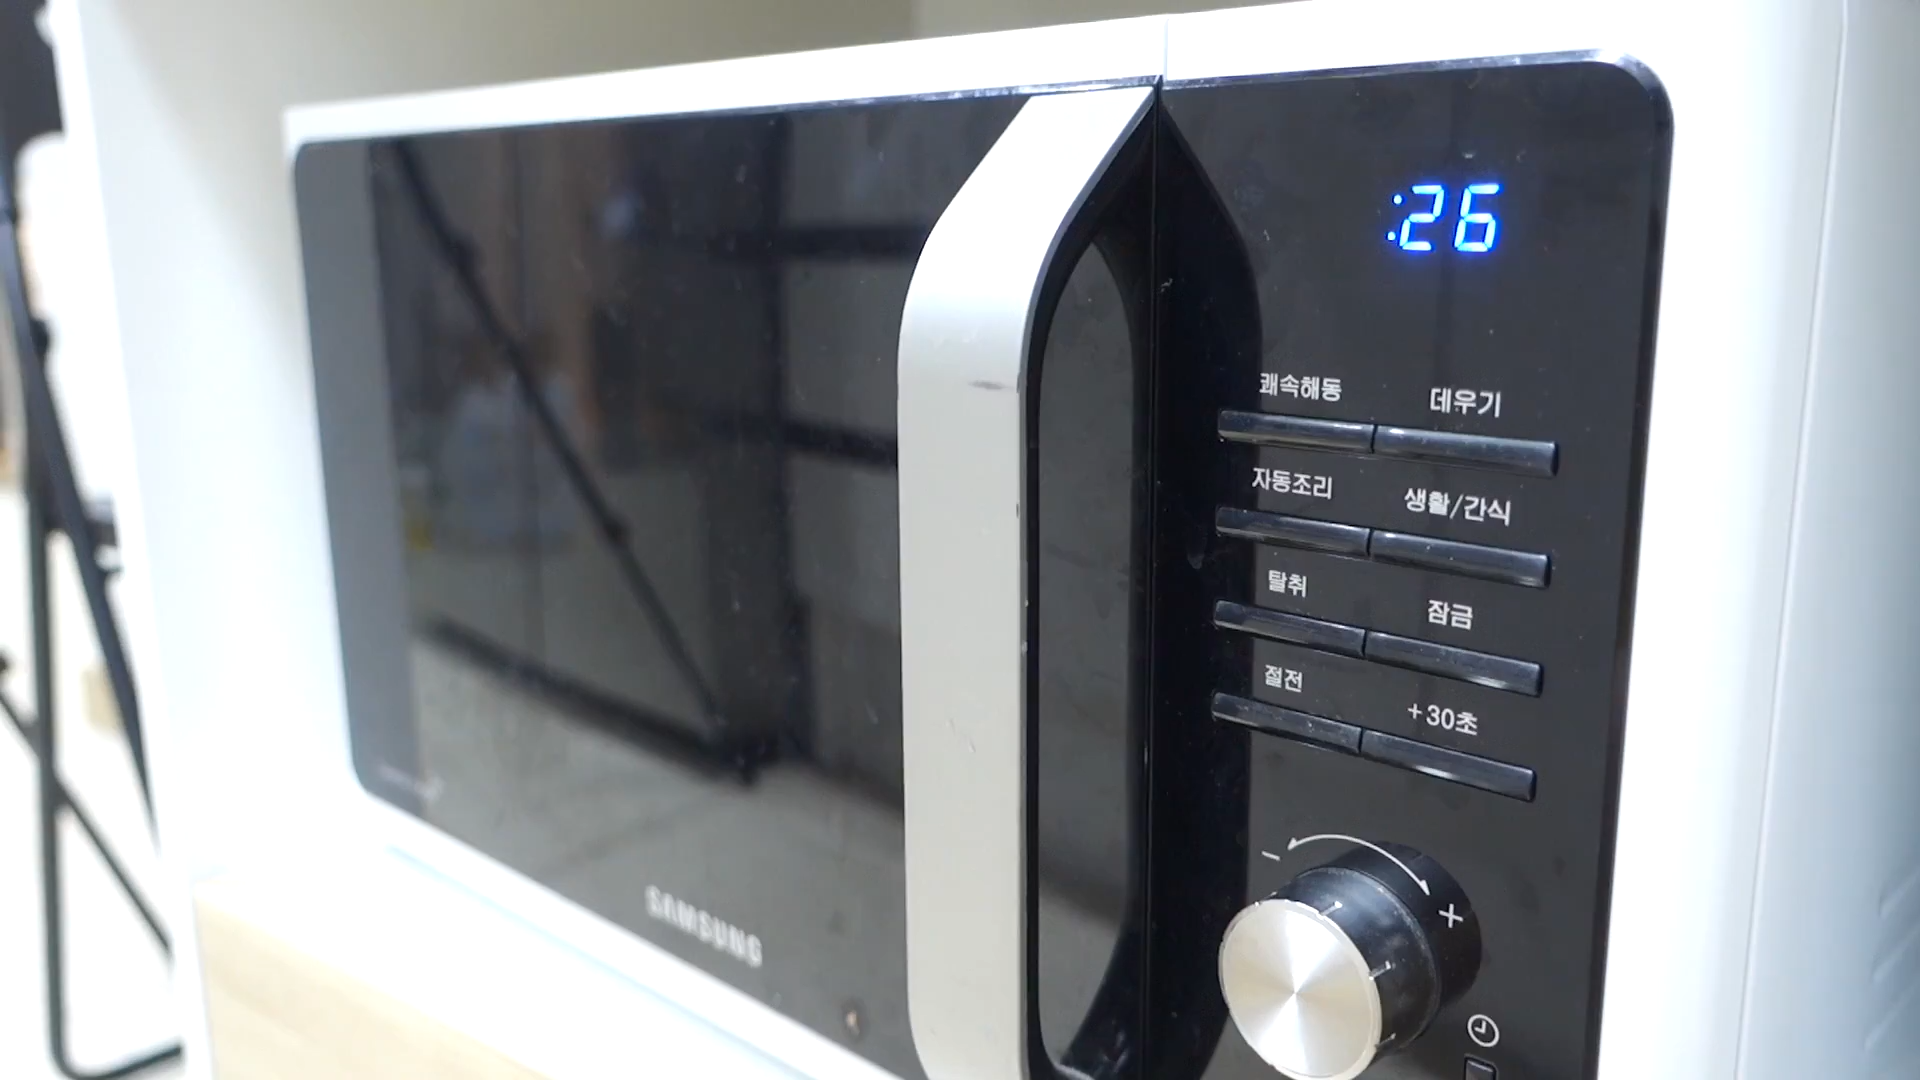 :26
쾌속해동 데우기
자동조리 생활/간식
탈취 잠금
절전 +30초
- +
SAMSUNG